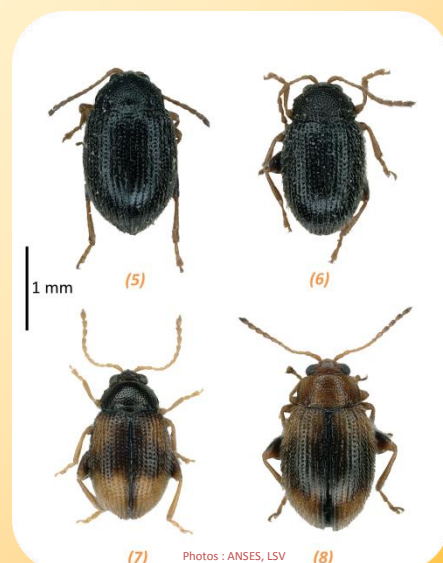 (5)
(6)
1 mm
(7)
Photos : ANSES, LSV
(8)